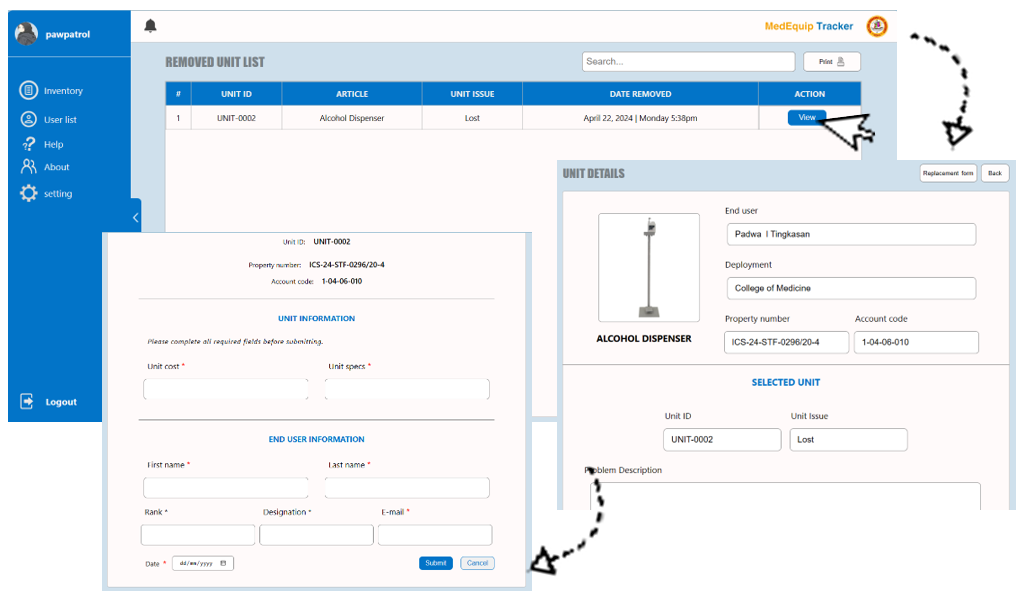 pawpatrol
MedEquip Tracker
Inventory
User list
Help
About
setting
Logout
REMOVED UNIT LIST
Search...
Print
# UNIT ID ARTICLE UNIT ISSUE DATE REMOVED ACTION
1 UNIT-0002 Alcohol Dispenser Lost April 22, 2024 | Monday 5:38pm View
UNIT DETAILS
Replacement form Back
End user
Padwa I Tingkasan
Deployment
College of Medicine
Property number Account code
ICS-24-STF-0296/20-4 1-04-06-010
ALCOHOL DISPENSER
SELECTED UNIT
Unit ID Unit Issue
UNIT-0002 Lost
Problem Description
Unit ID: UNIT-0002
Property number: ICS-24-STF-0296/20-4
Account code: 1-04-06-010
UNIT INFORMATION
Please complete all required fields before submitting.
Unit cost * Unit specs *
END USER INFORMATION
First name * Last name *
Rank * Designation * E-mail *
Date * dd/mm/yyyy Submit Cancel